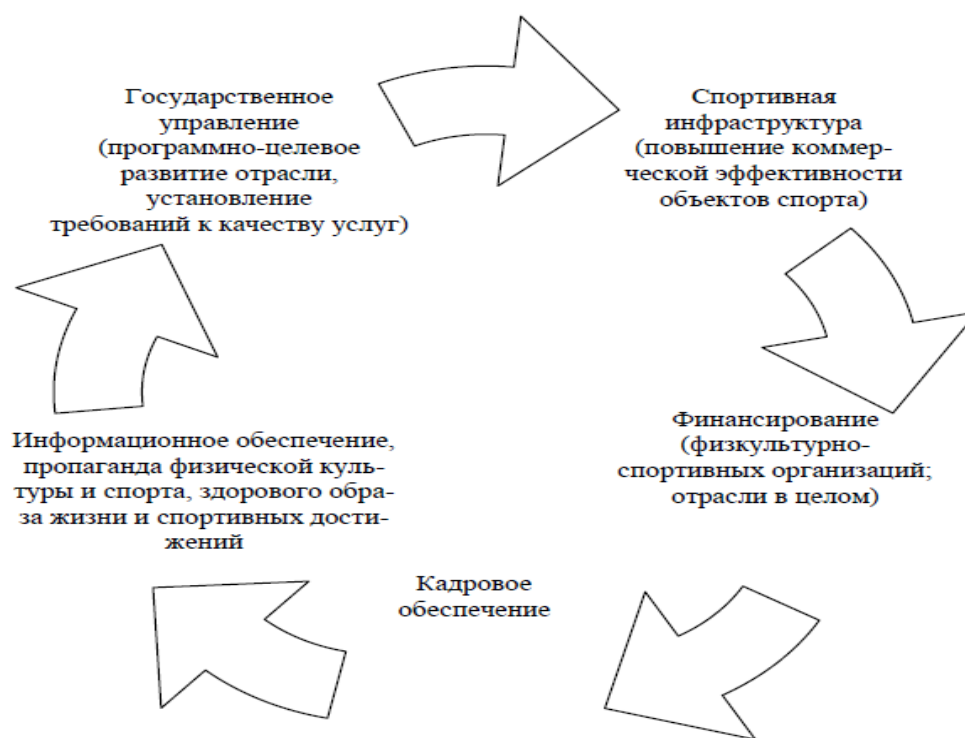 Государственное
управление
(программно-целевое
развитие отрасли,
установление
требований к качеству услуг)
Спортивная
инфраструктура
(повышение коммер-
ческой эффективности
объектов спорта)
Финансирование
(физкультурно-
спортивных организаций;
отрасли в целом)
Кадровое
обеспечение
Информационное обеспечение,
пропаганда физической куль-
туры и спорта, здорового обра-
за жизни и спортивных дости-
жений